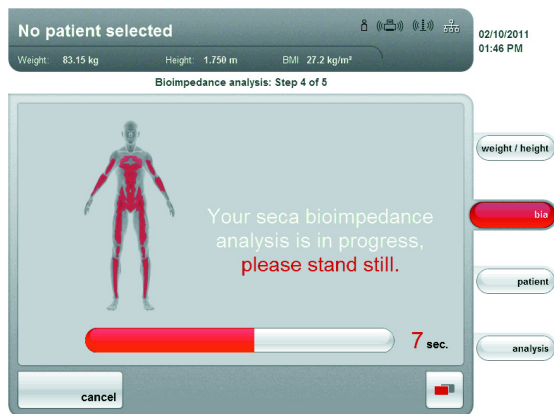 No patient selected
Weight: 83.15 kg Height: 1.750 m BMI 27.2 kg/m²
02/10/2011
01:46 PM
Bioimpedance analysis: Step 4 of 5
weight / height
bia
patient
analysis
Your seca bioimpedance
analysis is in progress,
please stand still.
7 sec.
cancel